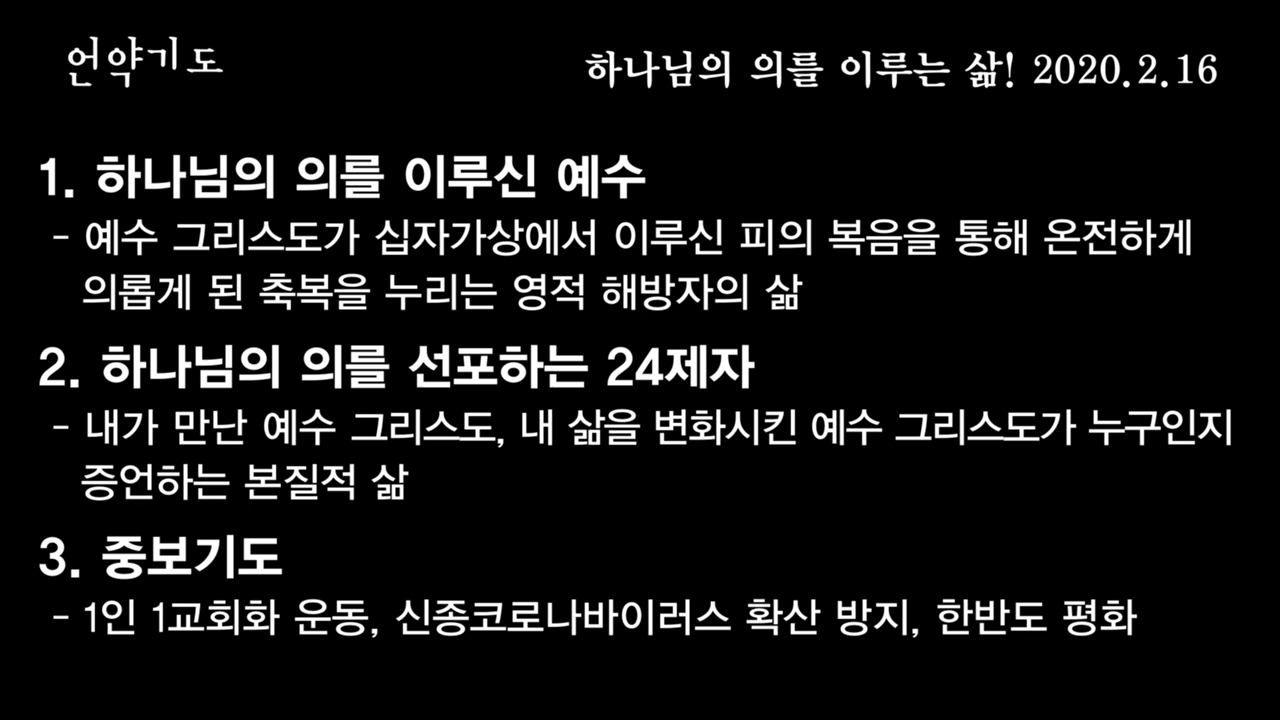 언약기도
하나님의 의를 이루는 삶! 2020.2.16
1. 하나님의 의를 이루신 예수
- 예수 그리스도가 십자가상에서 이루신 피의 복음을 통해 온전하게
의롭게 된 축복을 누리는 영적 해방자의 삶
2. 하나님의 의를 선포하는 24제자
- 내가 만난 예수 그리스도, 내 삶을 변화시킨 예수 그리스도가 누구인지
증언하는 본질적 삶
3. 중보기도
- 1인 1교회화 운동, 신종코로나바이러스 확산 방지, 한반도 평화